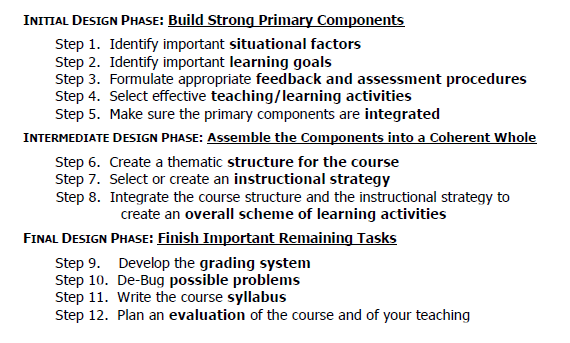 INITIAL DESIGN PHASE: Build Strong Primary Components
Step 1. Identify important situational factors
Step 2. Identify important learning goals
Step 3. Formulate appropriate feedback and assessment procedures
Step 4. Select effective teaching/learning activities
Step 5. Make sure the primary components are integrated
INTERMEDIATE DESIGN PHASE: Assemble the Components into a Coherent Whole
Step 6. Create a thematic structure for the course
Step 7. Select or create an instructional strategy
Step 8. Integrate the course structure and the instructional strategy to
create an overall scheme of learning activities
FINAL DESIGN PHASE: Finish Important Remaining Tasks
Step 9. Develop the grading system
Step 10. De-Bug possible problems
Step 11. Write the course syllabus
Step 12. Plan an evaluation of the course and of your teaching